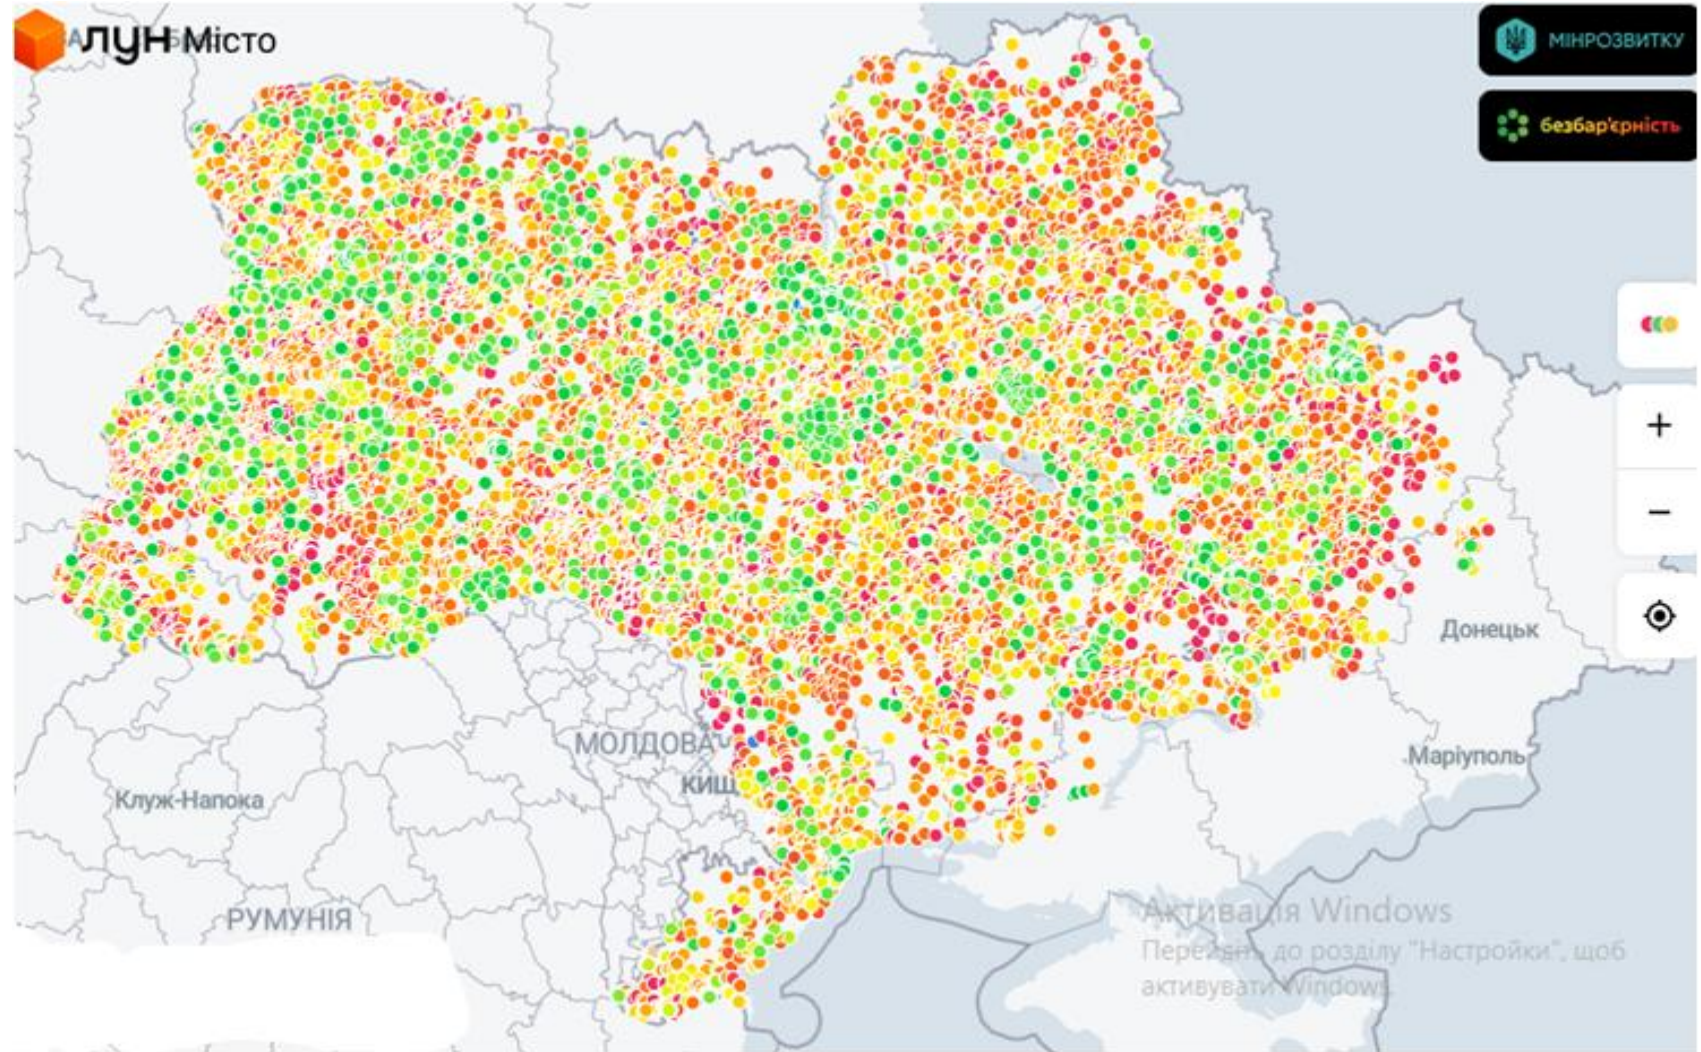 ЛУН Місто
МІНРОЗВИТКУ
безбар'єрність
Донецьк
МОЛДОВА
Маріуполь
КИШ
Клуж-Напока
РУМУНІЯ
Активація Windows
Перейдіть до розділу "Настройки", щоб
активувати Windows.